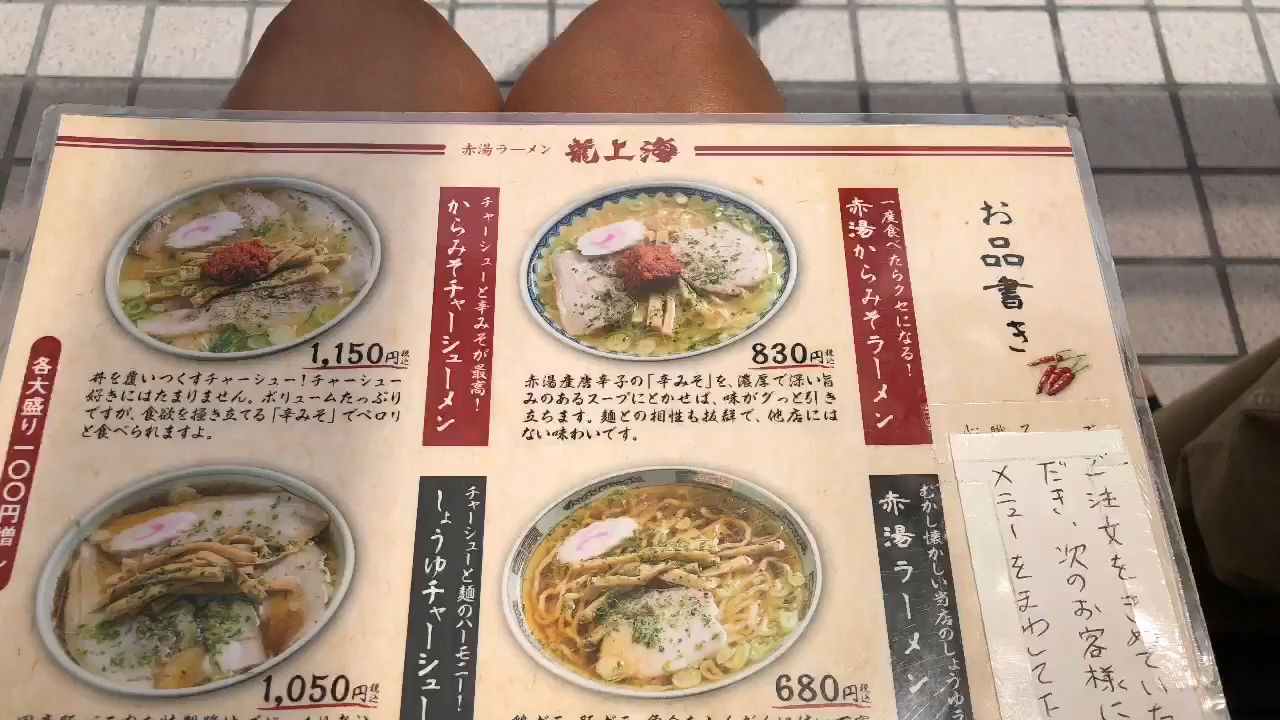 赤湯ラーメン 龍上海
お品書き
一度食べたらクセになる!
赤湯からみそラーメン
830円税込
赤湯産唐辛子の「辛みそ」を、濃厚で深い旨
みのあるスープにとかせば、味がグっと引き
立ちます。麺との相性も抜群で、他店には
ない味わいです。
チャーシューと辛みそが最高!
からみそチャーシューメン
1,150円税込
丼を覆いつくすチャーシュー!チャーシュー
好きにはたまりません。ボリュームたっぷり
ですが、食欲を掻き立てる「辛みそ」でペロリ
と食べられますよ。
各大盛り一〇〇円増
むかし懐かしい当店のしょうゆ
赤湯ラーメン
680円税込
チャーシューと麺のハーモニー!
しょうゆチャーシュー
1,050円税込
ご注文をきめていた
だき、次のお客様に
メニューをまわして下